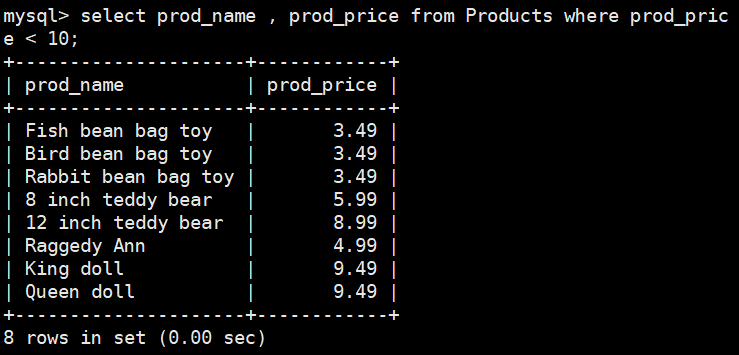 mysql> select prod_name , prod_price from Products where prod_pric
e < 10;
+---------------------+------------+
| prod_name           | prod_price |
+---------------------+------------+
| Fish bean bag toy   |       3.49 |
| Bird bean bag toy   |       3.49 |
| Rabbit bean bag toy |       3.49 |
| 8 inch teddy bear   |       5.99 |
| 12 inch teddy bear  |       8.99 |
| Raggedy Ann         |       4.99 |
| King doll           |       9.49 |
| Queen doll          |       9.49 |
+---------------------+------------+
8 rows in set (0.00 sec)